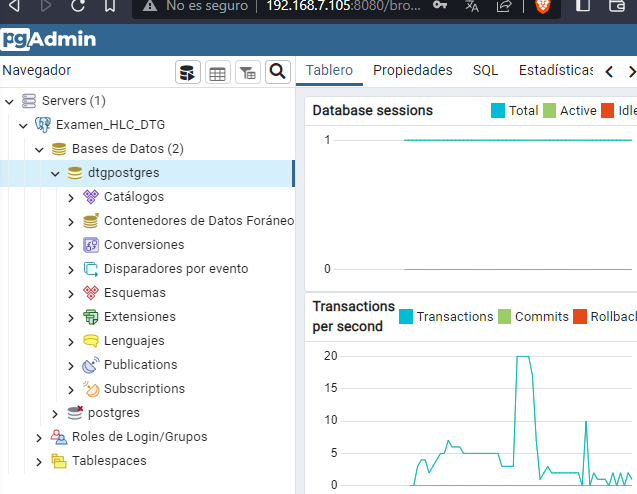 No es seguro 192.168.7.105:8080/bro...
pgAdmin
Navegador
Tablero Propiedades SQL Estadísticas
Servers (1)
Examen_HLC_DTG
Bases de Datos (2)
dtgpostgres
Catálogos
Contenedores de Datos Foráneo
Conversiones
Disparadores por evento
Esquemas
Extensiones
Lenguajes
Publications
Subscriptions
postgres
Roles de Login/Grupos
Tablespaces
Database sessions
Total Active Idle
1
0
Transactions per second
Transactions Commits Rollback
20
15
10
5
0